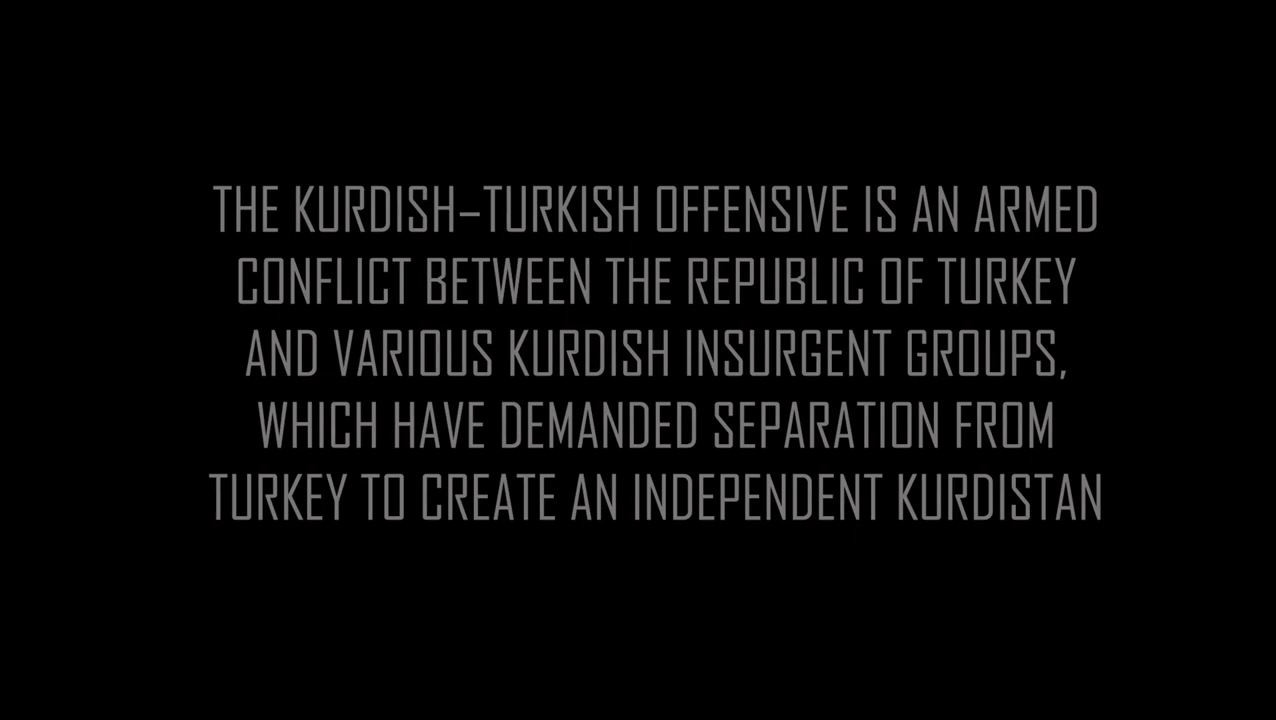 THE KURDISH–TURKISH OFFENSIVE IS AN ARMED
CONFLICT BETWEEN THE REPUBLIC OF TURKEY
AND VARIOUS KURDISH INSURGENT GROUPS,
WHICH HAVE DEMANDED SEPARATION FROM
TURKEY TO CREATE AN INDEPENDENT KURDISTAN